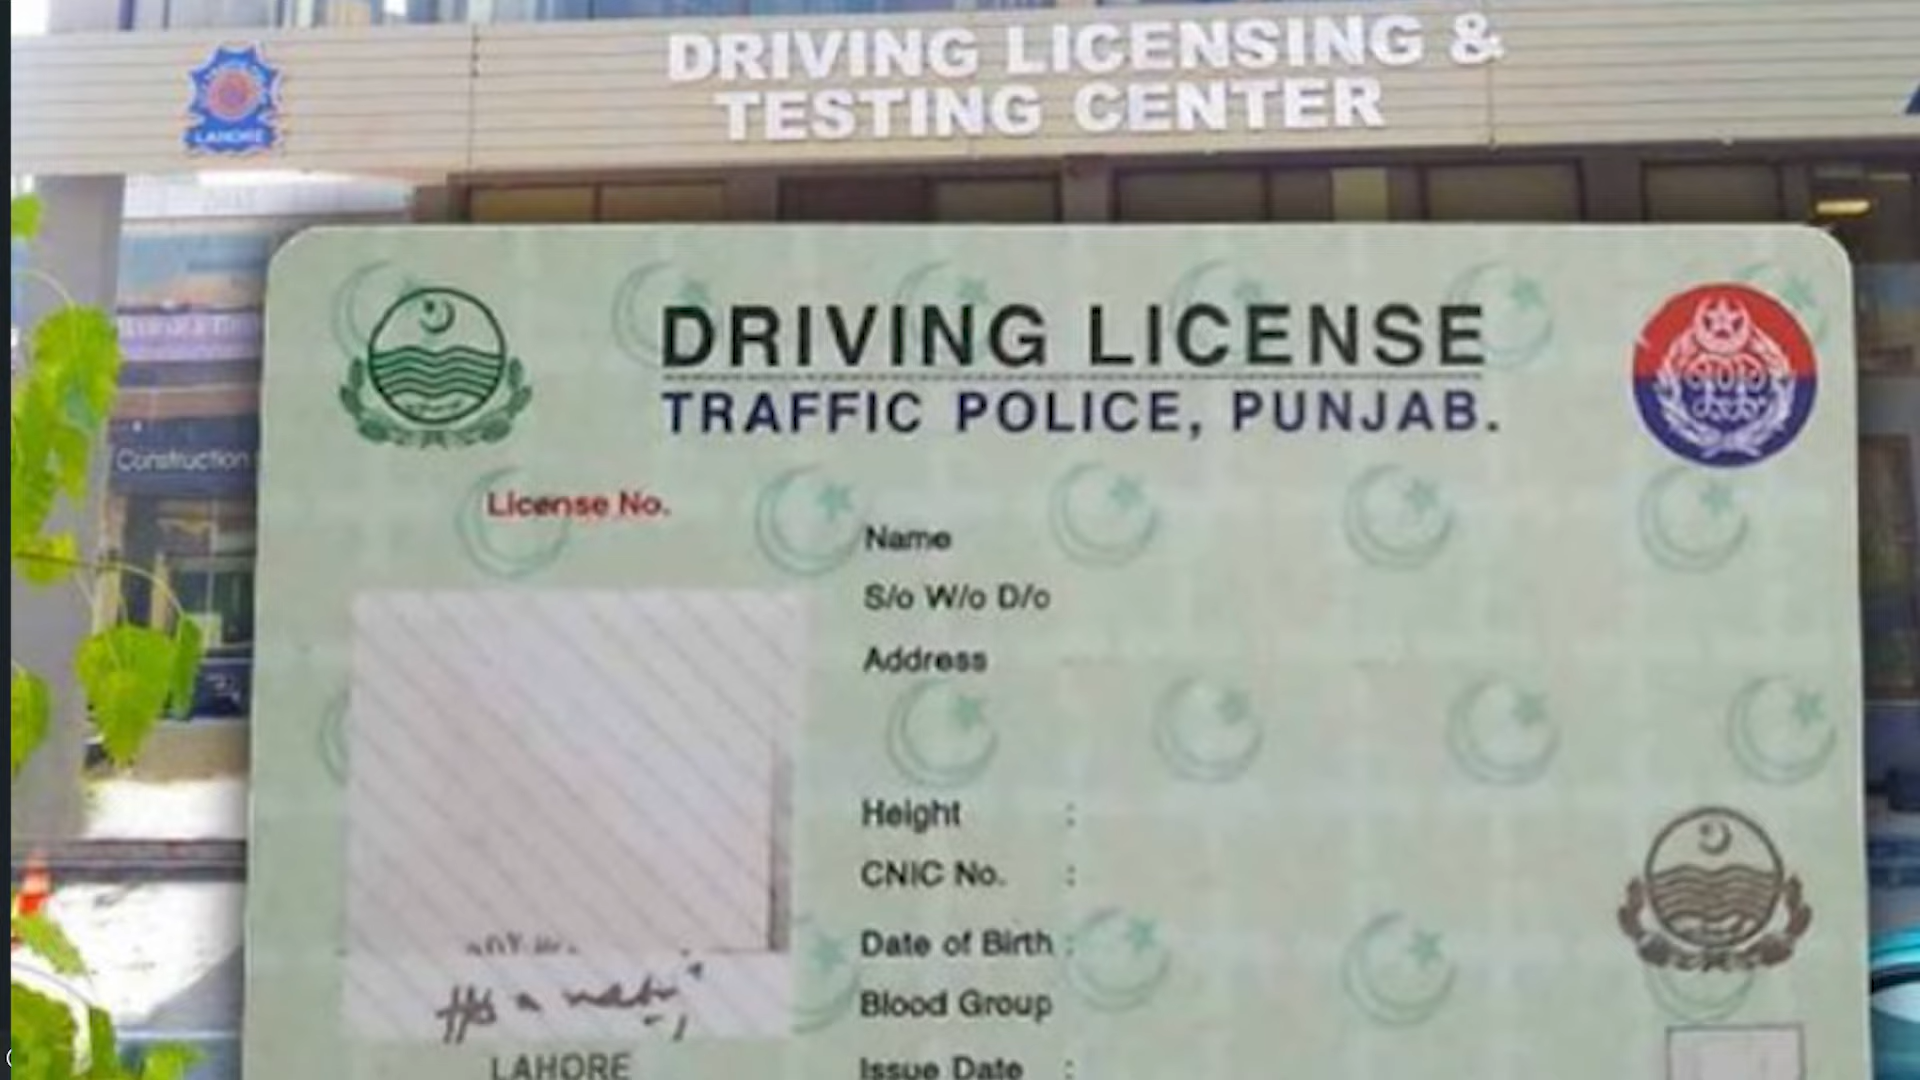 DRIVING LICENSING &
TESTING CENTER
LAHORE
Construction
DRIVING LICENSE
TRAFFIC POLICE, PUNJAB.
License No.
Name
S/o W/o D/o
Address
Height :
CNIC No. :
Date of Birth :
Blood Group
LAHORE
Issue Date :